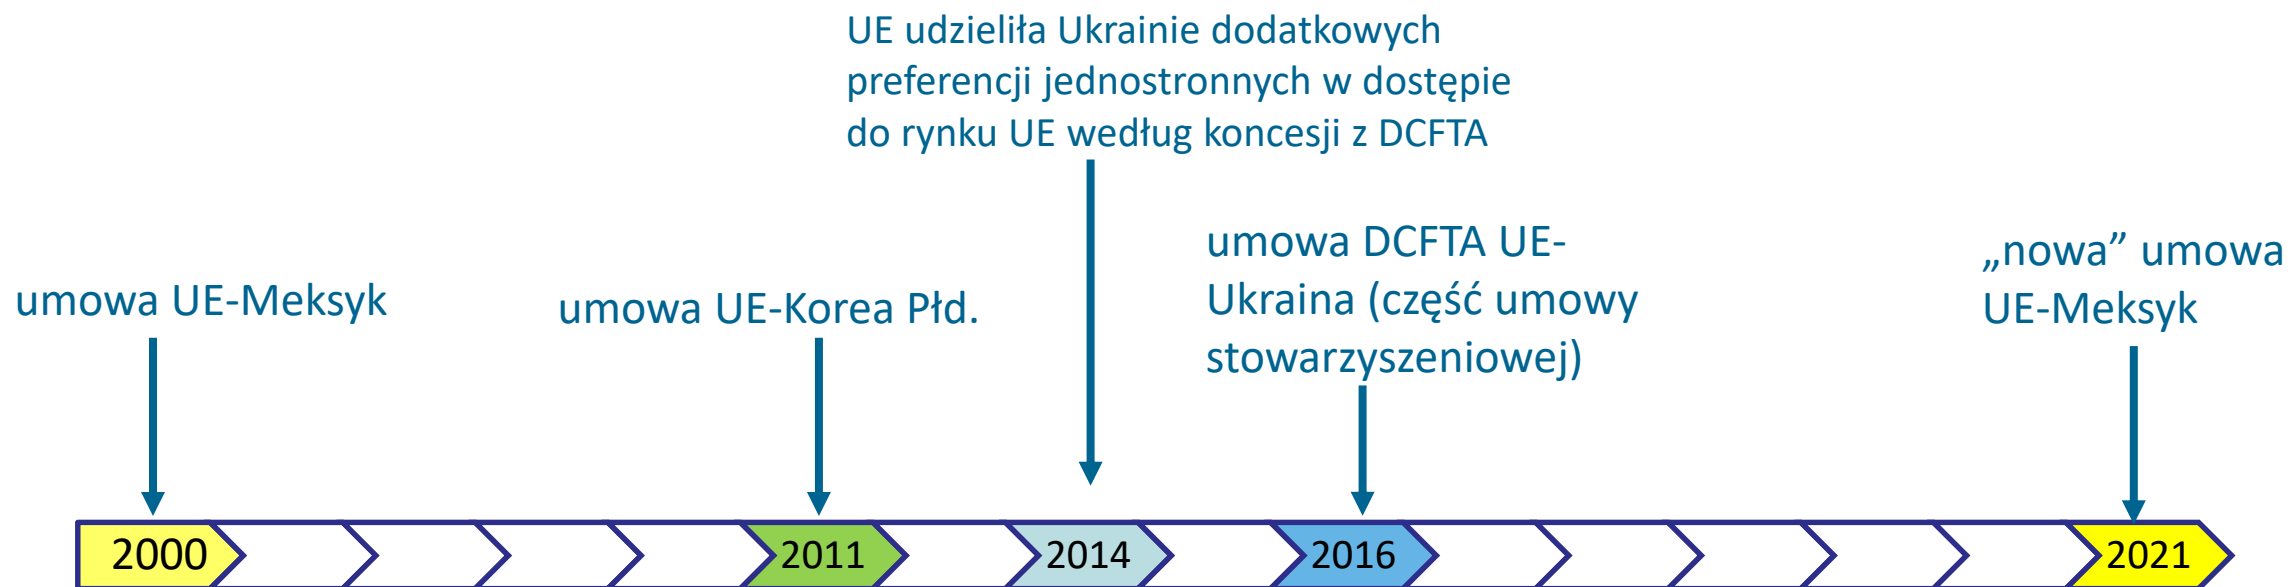 UE udzieliła Ukrainie dodatkowych
preferencji jednostronnych w dostępie
do rynku UE według koncesji z DCFTA
umowa UE-Meksyk
umowa UE-Korea Płd.
umowa DCFTA UE-
Ukraina (część umowy
stowarzyszeniowej)
„nowa” umowa
UE-Meksyk
2000
2011
2014
2016
2021